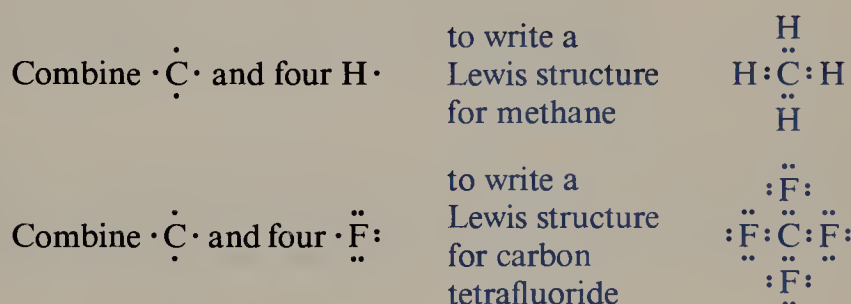 Combine ·C· and four H· to write a Lewis structure for methane
H
H:C:H
H
Combine ·C· and four ·F: to write a Lewis structure for carbon tetrafluoride
:F:
:F:C:F:
:F: